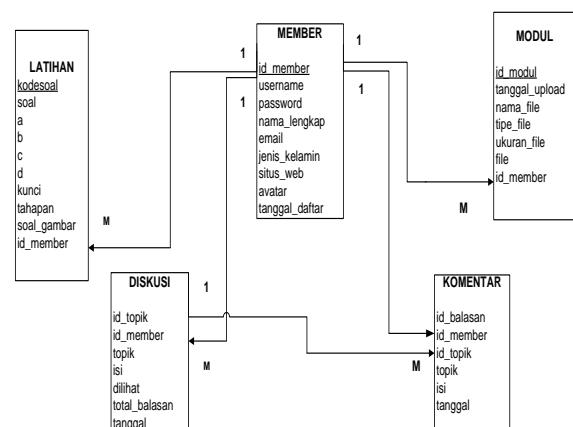 LATIHAN
kodesoal
soal
a
b
c
d
kunci
tahapan
soal_gambar
id_member
MEMBER
id_member
username
password
nama_lengkap
email
jenis_kelamin
situs_web
avatar
tanggal_daftar
MODUL
id_modul
tanggal_upload
nama_file
tipe_file
ukuran_file
file
id_member
1
1
1
1
M
M
DISKUSI
id_topik
id_member
topik
isi
dilihat
total_balasan
tanggal
1
M
M
KOMENTAR
id_balasan
id_member
id_topik
topik
isi
tanggal